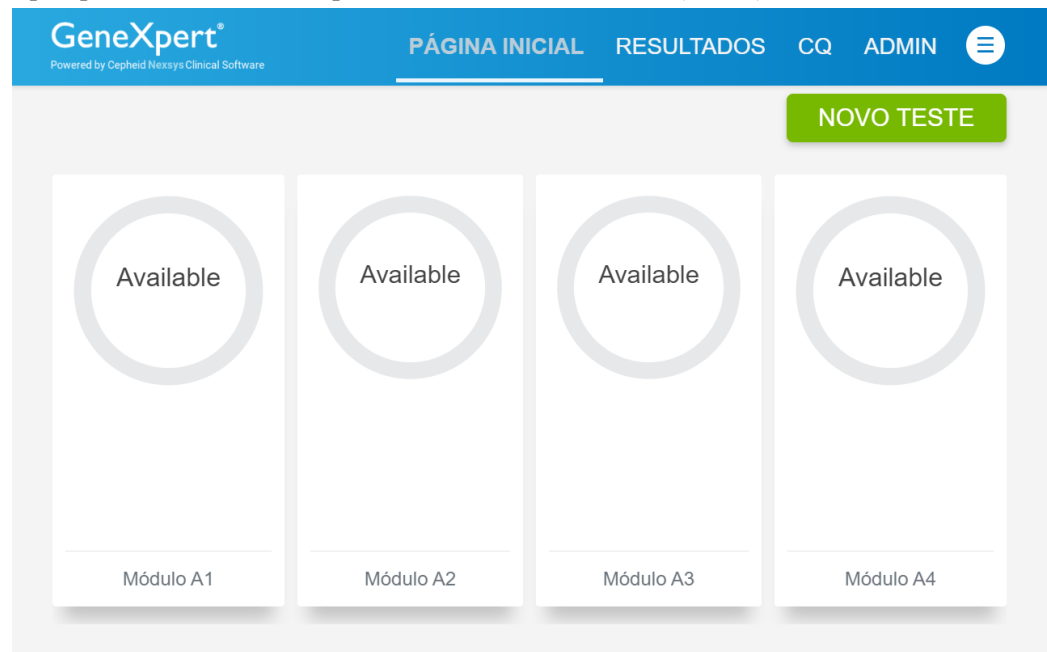 GeneXpert®
Powered by Cepheid Nexsys Clinical Software
PÁGINA INICIAL RESULTADOS CQ ADMIN
NOVO TESTE
Available Available Available Available
Módulo A1 Módulo A2 Módulo A3 Módulo A4